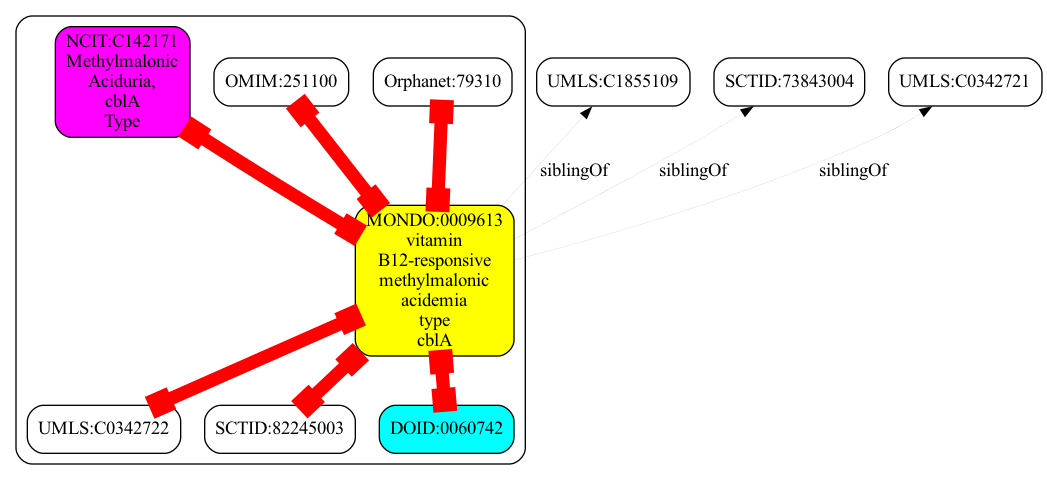 NCIT:C142171
Methylmalonic
Aciduria,
cblA
Type
OMIM:251100
Orphanet:79310
UMLS:C1855109
SCTID:73843004
UMLS:C0342721
siblingOf
siblingOf
siblingOf
MONDO:0009613
vitamin
B12-responsive
methylmalonic
acidemia
type
cblA
UMLS:C0342722
SCTID:82245003
DOID:0060742